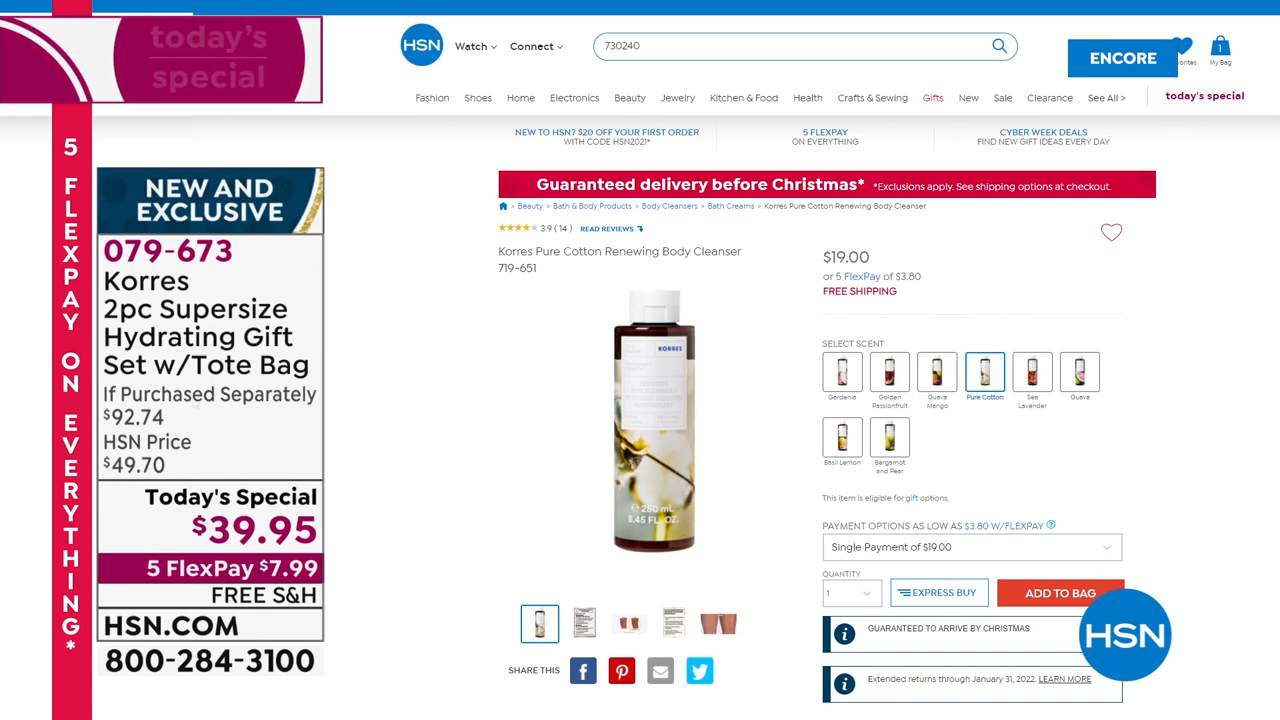 today's
special
5 FLEXPAY ON EVERYTHING*
NEW AND
EXCLUSIVE
079-673
Korres
2pc Supersize
Hydrating Gift
Set w/Tote Bag
If Purchased Separately
$92.74
HSN Price
$49.70
Today's Special
$39.95
5 FlexPay $7.99
FREE S&H
HSN.COM
800-284-3100
HSN
Watch
Connect
730240
ENCORE
orites
1
My Bag
Fashion Shoes Home Electronics Beauty Jewelry Kitchen & Food Health Crafts & Sewing Gifts New Sale Clearance See All > today's special
NEW TO HSN? $20 OFF YOUR FIRST ORDER
WITH CODE HSN2021*
5 FLEXPAY
ON EVERYTHING
CYBER WEEK DEALS
FIND NEW GIFT IDEAS EVERY DAY
Guaranteed delivery before Christmas* *Exclusions apply. See shipping options at checkout.
> Beauty > Bath & Body Products > Body Cleansers > Bath Creams > Korres Pure Cotton Renewing Body Cleanser
3.9 ( 14 ) READ REVIEWS
Korres Pure Cotton Renewing Body Cleanser
719-651
KORRES
℮ 250 mL
8.45 FL. OZ.
SHARE THIS
$19.00
or 5 FlexPay of $3.80
FREE SHIPPING
SELECT SCENT
Gardenia
Golden Passionfruit
Guava Mango
Pure Cotton
Sea Lavender
Guava
Basil Lemon
Bergamot and Pear
This item is eligible for gift options.
PAYMENT OPTIONS AS LOW AS $3.80 W/FLEXPAY ?
Single Payment of $19.00
QUANTITY
1
EXPRESS BUY
ADD TO BAG
GUARANTEED TO ARRIVE BY CHRISTMAS
HSN
Extended returns through January 31, 2022. LEARN MORE